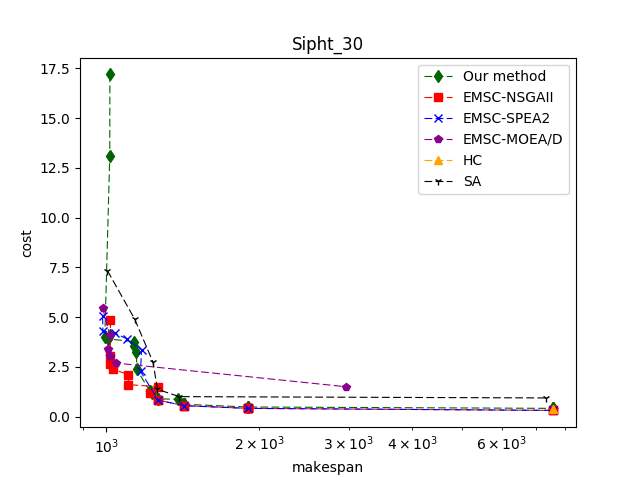 Sipht_30
17.5
15.0
12.5
10.0
7.5
5.0
2.5
0.0
cost
Our method
EMSC-NSGAII
EMSC-SPEA2
EMSC-MOEA/D
HC
SA
10³
2 × 10³
3 × 10³
4 × 10³
6 × 10³
makespan